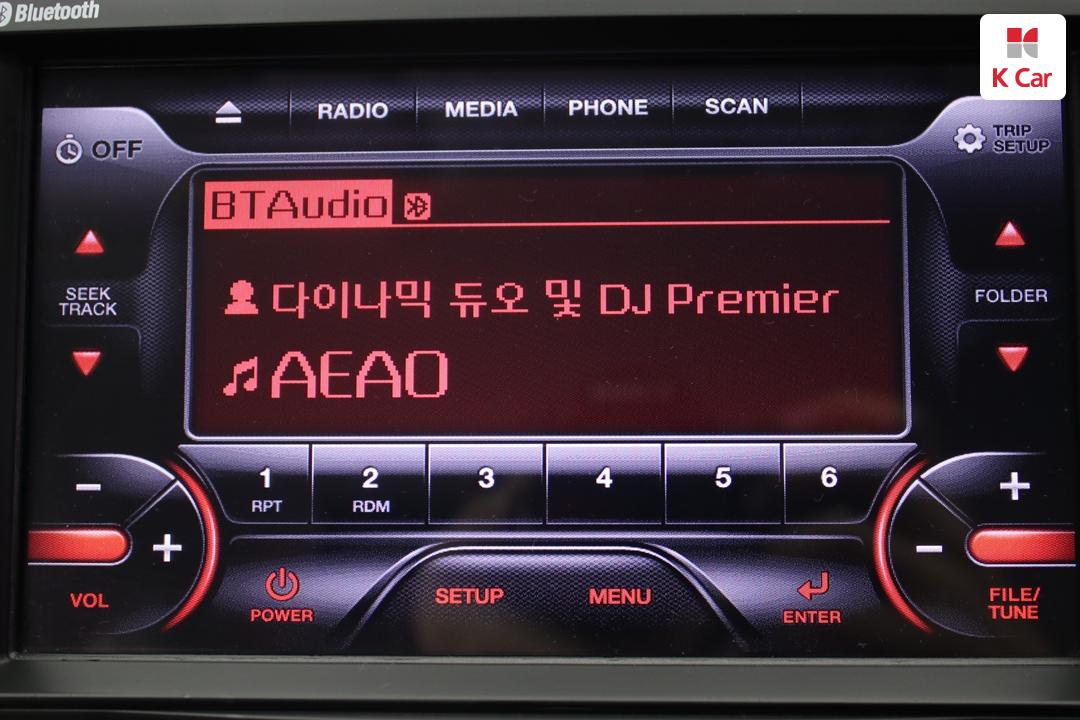 Bluetooth
K Car
RADIO MEDIA PHONE SCAN
OFF
TRIP
SETUP
BTAudio
다이나믹 듀오 및 DJ Premier
AEAO
SEEK
TRACK
FOLDER
1 2 3 4 5 6
RPT RDM
VOL
POWER
SETUP MENU
ENTER
FILE/
TUNE